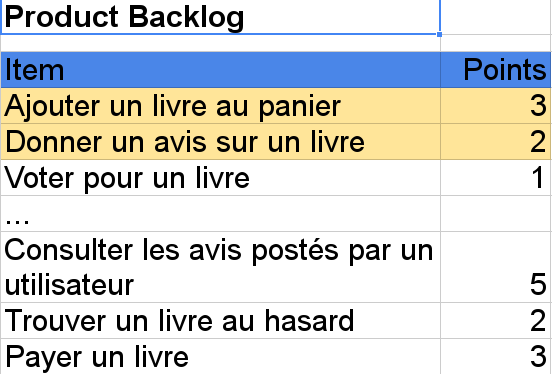 Product Backlog
Item Points
Ajouter un livre au panier 3
Donner un avis sur un livre 2
Voter pour un livre 1
...
Consulter les avis postés par un
utilisateur 5
Trouver un livre au hasard 2
Payer un livre 3